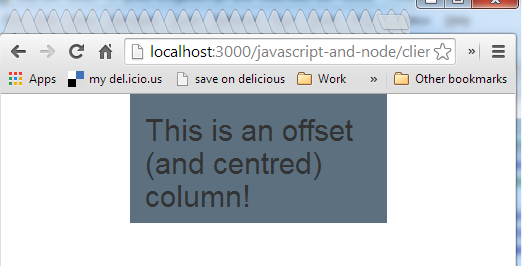 localhost:3000/javascript-and-node/clier
Apps my del.icio.us save on delicious Work » Other bookmarks
This is an offset
(and centred)
column!